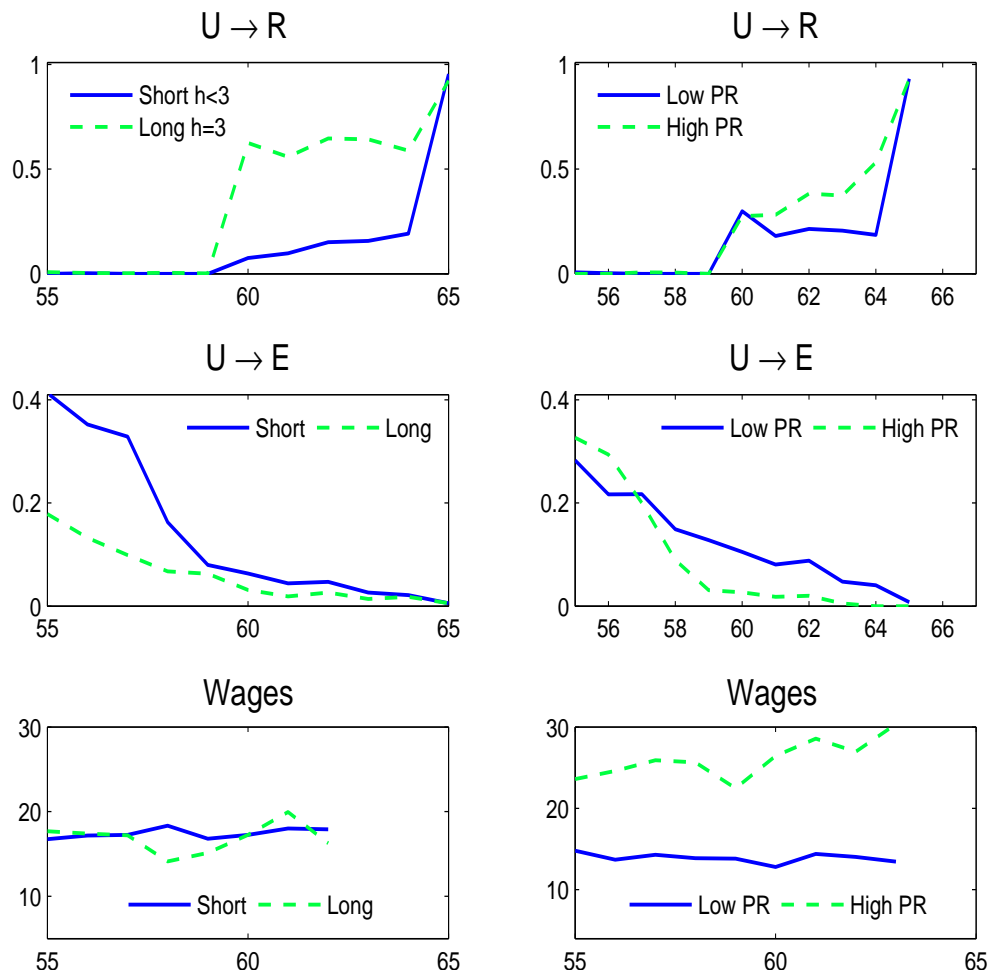 U → R
1
0.5
0
Short h<3
Long h=3
55 60 65
U → R
1
0.5
0
Low PR
High PR
56 58 60 62 64 66
U → E
0.4
0.2
0
Short Long
55 60 65
U → E
0.4
0.2
0
Low PR High PR
56 58 60 62 64 66
Wages
30
20
10
Short Long
55 60 65
Wages
30
20
10
Low PR High PR
55 60 65